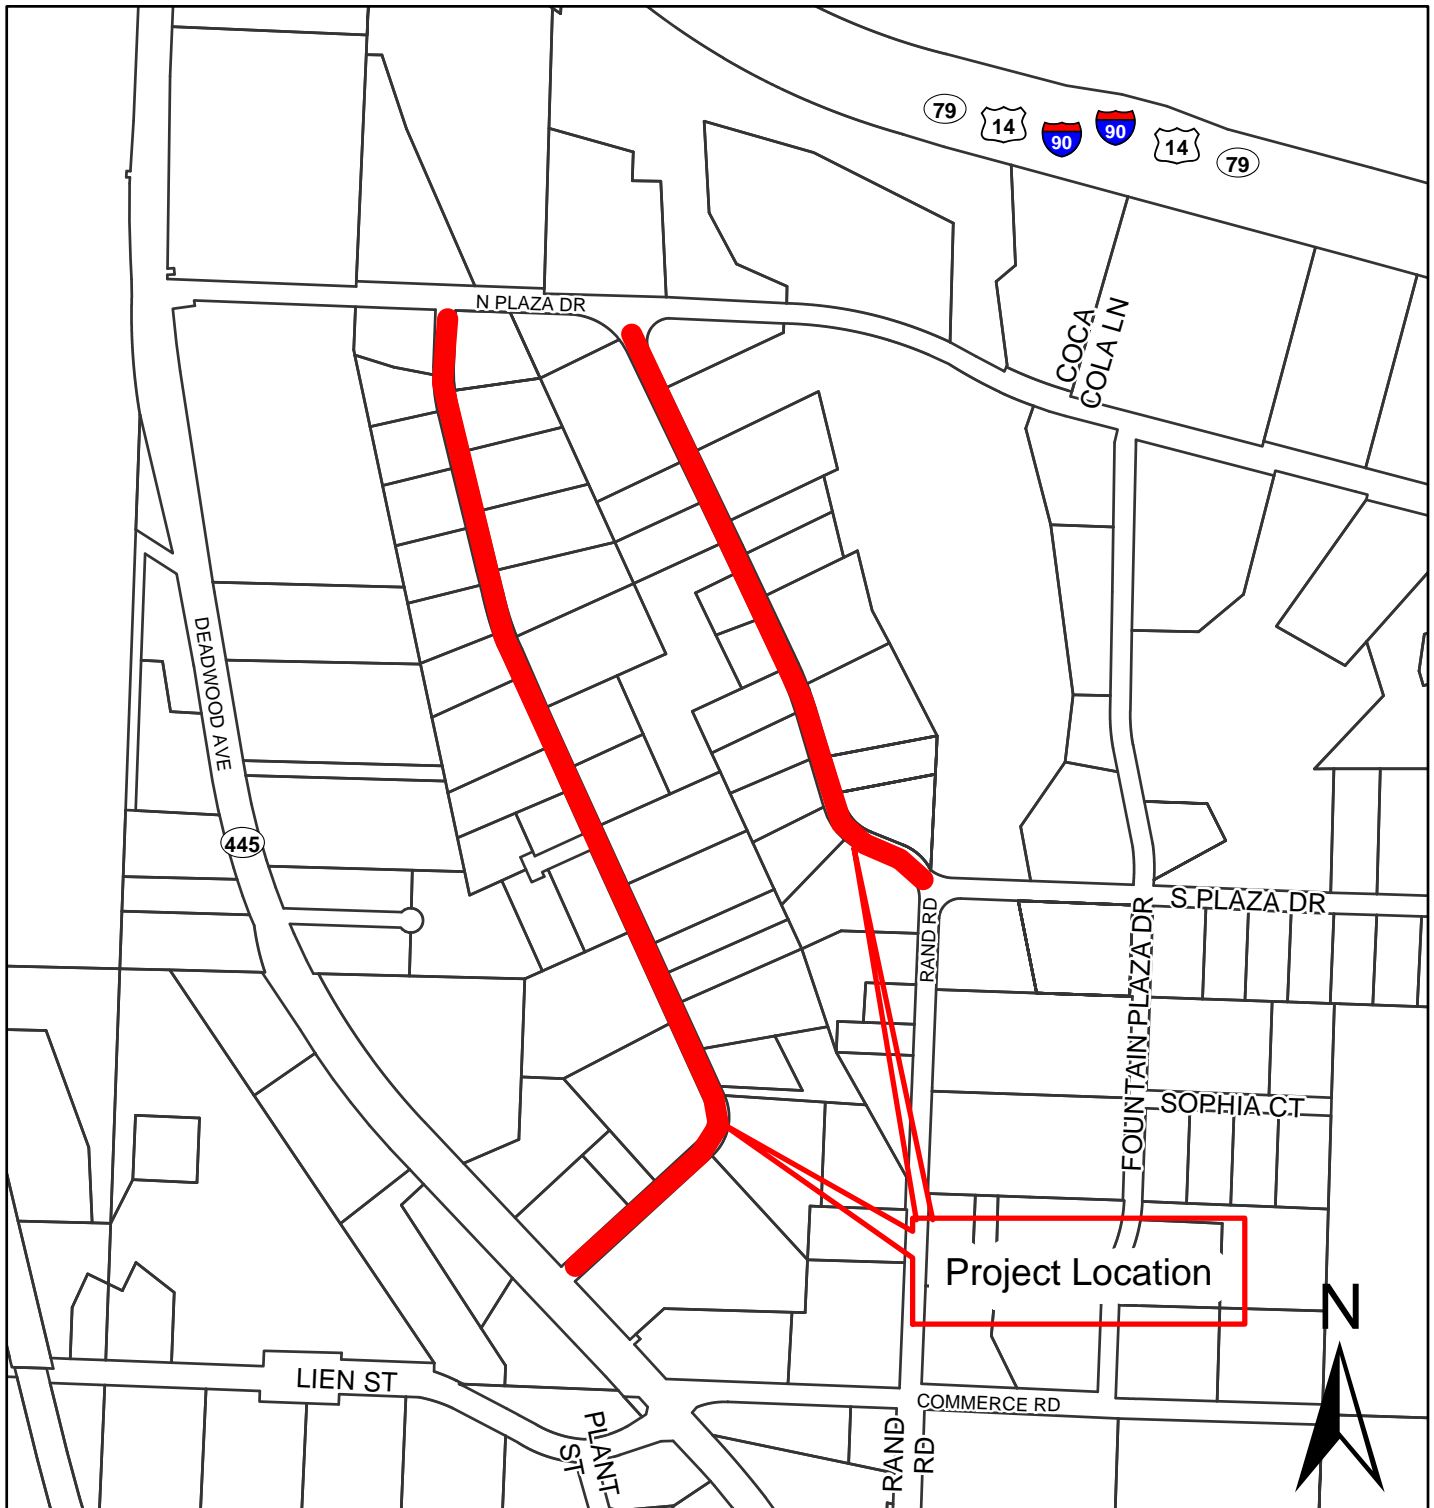 79
14
90
90
14
79
N PLAZA DR
COCA
COLA LN
DEADWOOD AVE
445
S PLAZA DR
RAND RD
FOUNTAIN PLAZA DR
SOPHIA CT
Project Location
N
LIEN ST
COMMERCE RD
PLANT
ST
RAND
RD